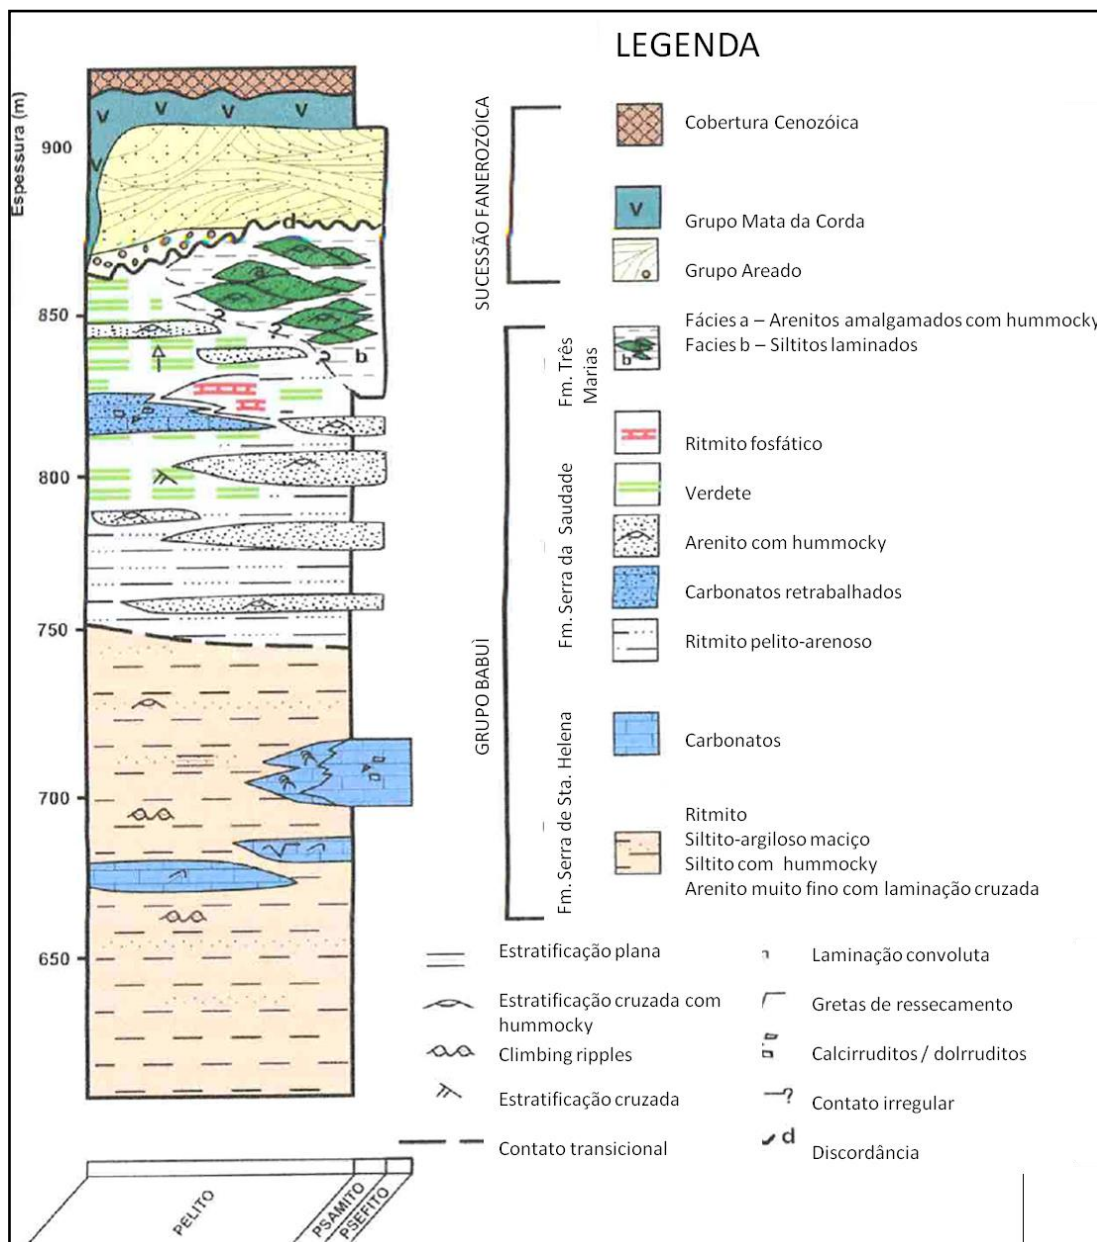 LEGENDA
Espessura (m)
900
850
800
750
700
650
V
V
V
V
V
d
a
?
?
?
b
PELITO
PSAMITO
PSEFITO
SUCESSÃO FANEROZÓICA
GRUPO BABUÌ
Fm. Três
Marias
Fm. Serra da Saudade
Fm. Serra de Sta. Helena
Cobertura Cenozóica
V
Grupo Mata da Corda
Grupo Areado
Fácies a – Arenitos amalgamados com hummocky
Facies b – Siltitos laminados
b
Ritmito fosfático
Verdete
Arenito com hummocky
Carbonatos retrabalhados
Ritmito pelito-arenoso
Carbonatos
Ritmito
Siltito-argiloso maciço
Siltito com hummocky
Arenito muito fino com laminação cruzada
Estratificação plana
Estratificação cruzada com
hummocky
Climbing ripples
Estratificação cruzada
Contato transicional
Laminação convoluta
Gretas de ressecamento
Calcirruditos / dolrruditos
? Contato irregular
d Discordância